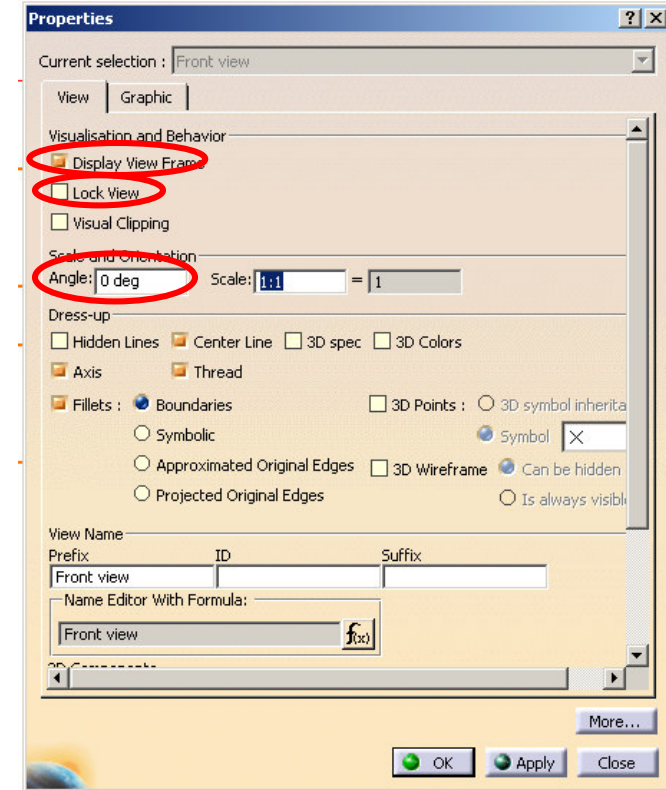 Properties
Current selection : Front view
View Graphic
Visualisation and Behavior
Display View Frame
Lock View
Visual Clipping
Scale and Orientation
Angle: 0 deg Scale: 1:1 = 1
Dress-up
Hidden Lines Center Line 3D spec 3D Colors
Axis Thread
Fillets : Boundaries 3D Points : 3D symbol inherita
Symbolic Symbol
Approximated Original Edges 3D Wireframe Can be hidden
Projected Original Edges Is always visible
View Name
Prefix ID Suffix
Front view
Name Editor With Formula:
Front view f(x)
More...
OK Apply Close